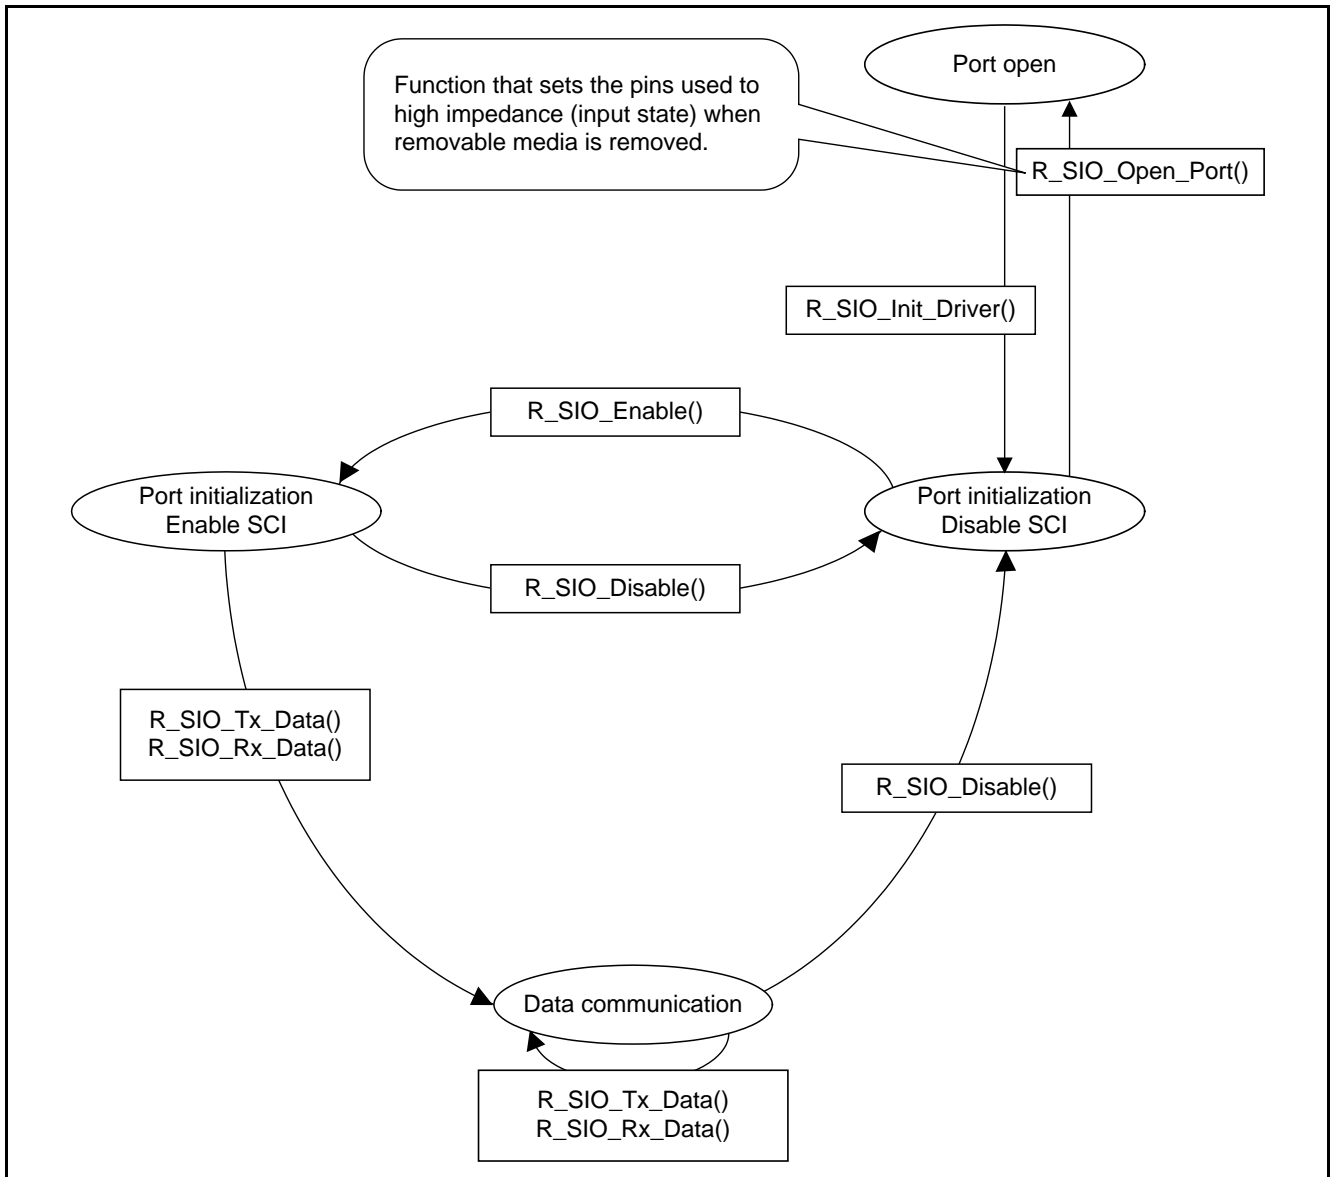 Port open
Function that sets the pins used to
high impedance (input state) when
removable media is removed.
R_SIO_Open_Port()
R_SIO_Init_Driver()
R_SIO_Enable()
Port initialization
Enable SCI
Port initialization
Disable SCI
R_SIO_Disable()
R_SIO_Tx_Data()
R_SIO_Rx_Data()
R_SIO_Disable()
Data communication
R_SIO_Tx_Data()
R_SIO_Rx_Data()